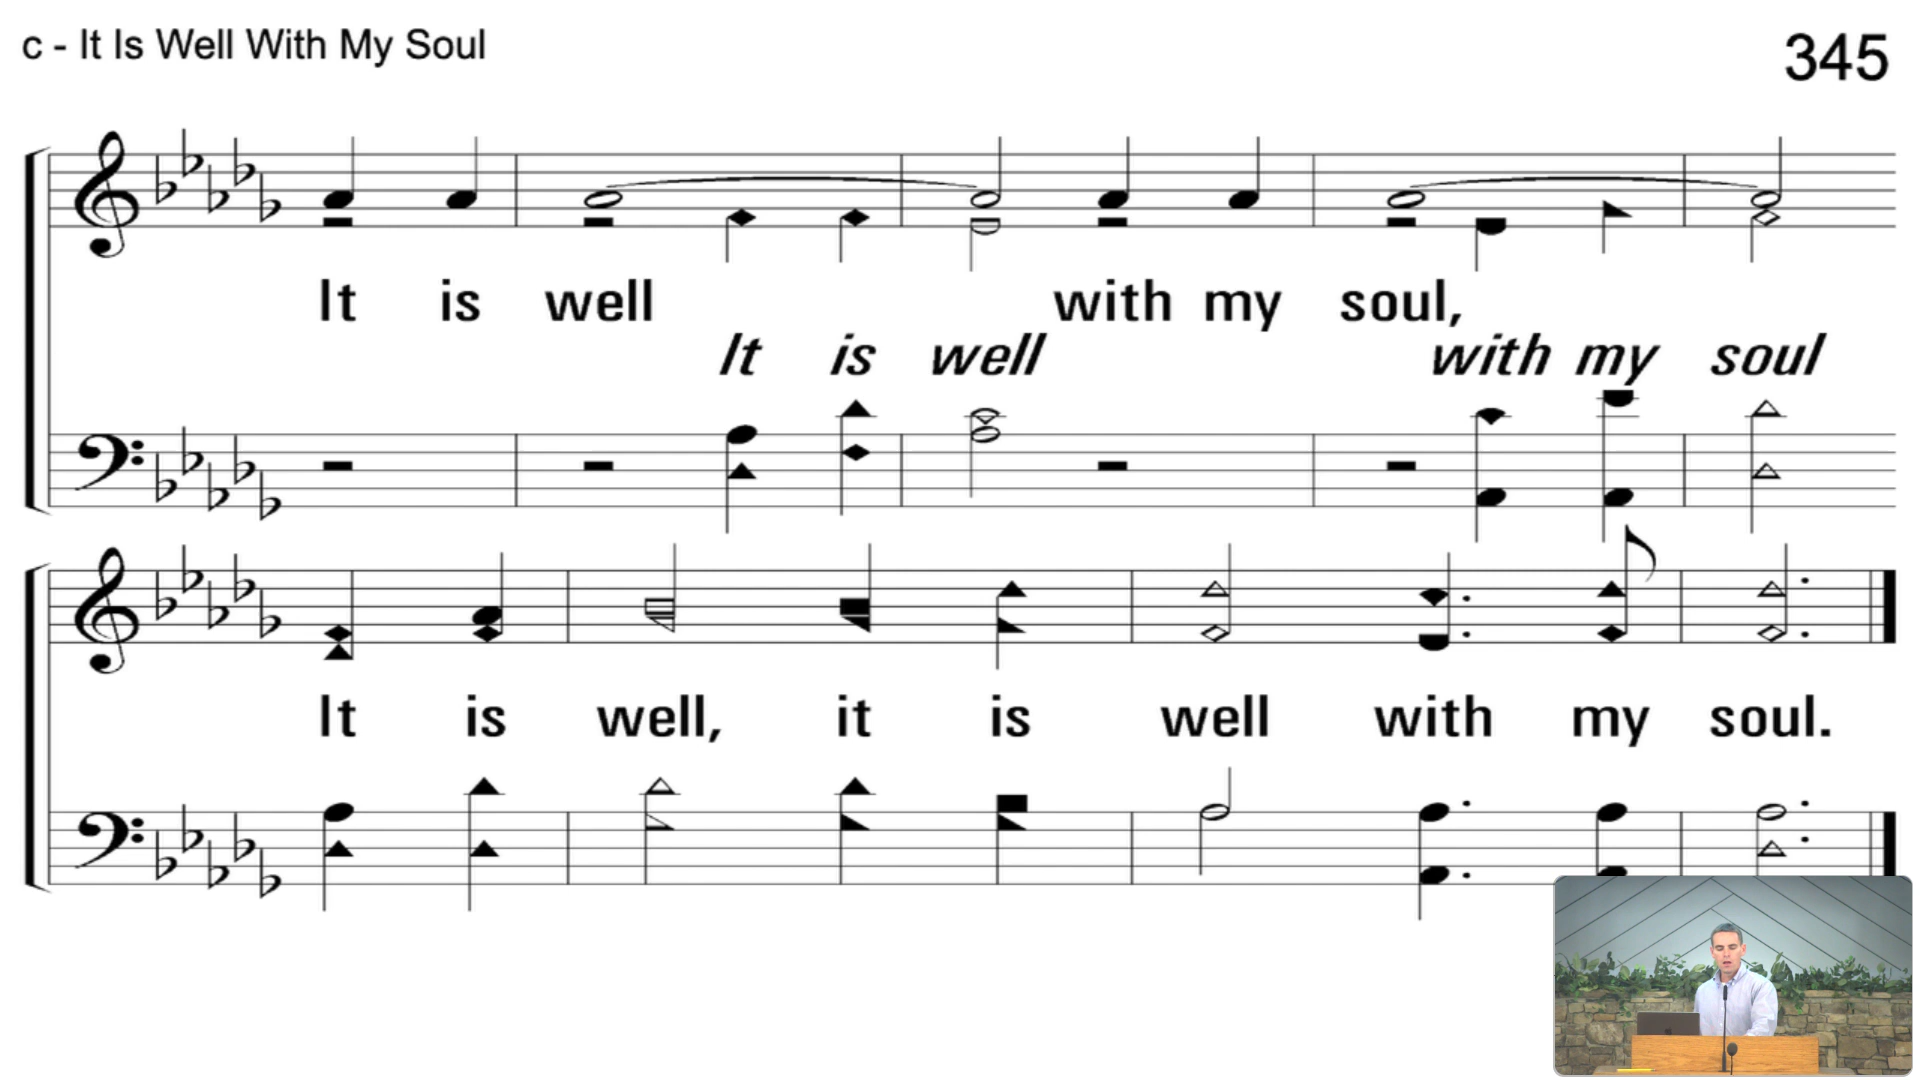 c - It Is Well With My Soul
345
It is well with my soul,
It is well with my soul
It is well, it is well with my soul.